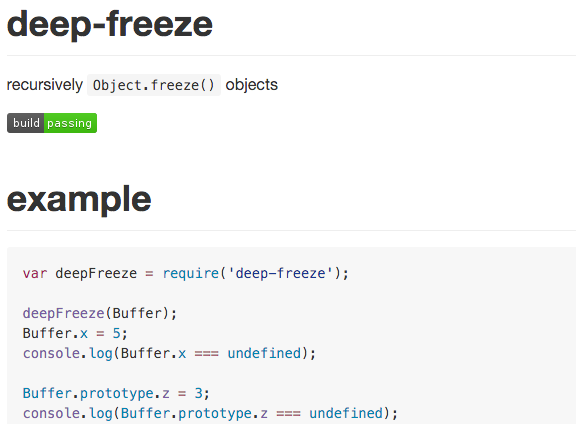 deep-freeze
recursively Object.freeze() objects
build passing
example
var deepFreeze = require('deep-freeze');
deepFreeze(Buffer);
Buffer.x = 5;
console.log(Buffer.x === undefined);
Buffer.prototype.z = 3;
console.log(Buffer.prototype.z === undefined);